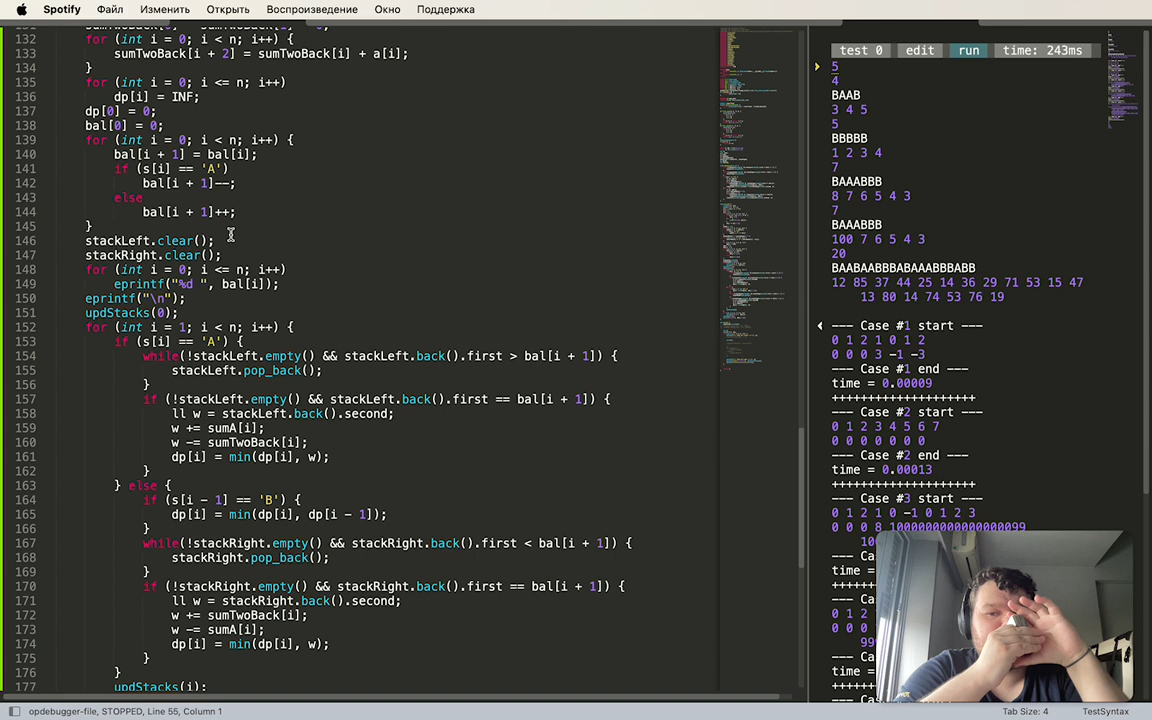 Spotify Файл Изменить Открыть Воспроизведение Окно Поддержка
132 for (int i = 0; i < n; i++) {
133 sumTwoBack[i + 2] = sumTwoBack[i] + a[i];
134 }
135 for (int i = 0; i <= n; i++)
136 dp[i] = INF;
137 dp[0] = 0;
138 bal[0] = 0;
139 for (int i = 0; i < n; i++) {
140 bal[i + 1] = bal[i];
141 if (s[i] == 'A')
142 bal[i + 1]--;
143 else
144 bal[i + 1]++;
145 }
146 stackLeft.clear();
147 stackRight.clear();
148 for (int i = 0; i <= n; i++)
149 eprintf("%d ", bal[i]);
150 eprintf("\n");
151 updStacks(0);
152 for (int i = 1; i < n; i++) {
153 if (s[i] == 'A') {
154 while(!stackLeft.empty() && stackLeft.back().first > bal[i + 1]) {
155 stackLeft.pop_back();
156 }
157 if (!stackLeft.empty() && stackLeft.back().first == bal[i + 1]) {
158 ll w = stackLeft.back().second;
159 w += sumA[i];
160 w -= sumTwoBack[i];
161 dp[i] = min(dp[i], w);
162 }
163 } else {
164 if (s[i - 1] == 'B') {
165 dp[i] = min(dp[i], dp[i - 1]);
166 }
167 while(!stackRight.empty() && stackRight.back().first < bal[i + 1]) {
168 stackRight.pop_back();
169 }
170 if (!stackRight.empty() && stackRight.back().first == bal[i + 1]) {
171 ll w = stackRight.back().second;
172 w += sumTwoBack[i];
173 w -= sumA[i];
174 dp[i] = min(dp[i], w);
175 }
176 }
177 updStacks(i);
test 0 edit run time: 243ms
5
4
BAAB
3 4 5
5
BBBBB
1 2 3 4
7
BAAABBB
8 7 6 5 4 3
7
BAAABBB
100 7 6 5 4 3
20
BAABAABBBABAAABBBABB
12 85 37 44 25 14 36 29 71 53 15 47
13 80 14 74 53 76 19
--- Case #1 start
0 1 2 1 0 1 2
0 0 0 3 -1 -3
--- Case #1 end
time = 0.00009
++++++++++++++++++++
--- Case #2 start
0 1 2 3 4 5 6 7
0 0 0 0 0 0 0
--- Case #2 end
time = 0.00013
++++++++++++++++++++
--- Case #3 start
0 1 2 1 0 -1 0 1 2 3
0 0 0 8 1000000000000000099
opdebugger-file, STOPPED, Line 55, Column 1
Tab Size: 4
TestSyntax